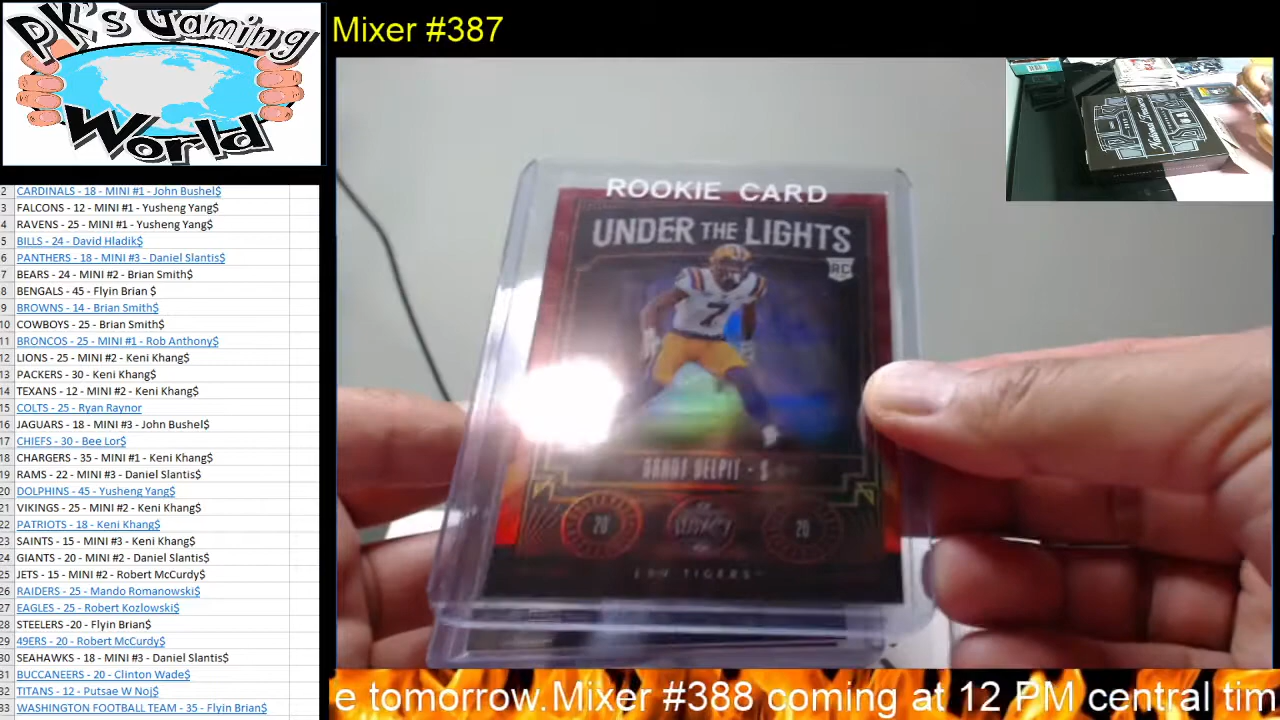 PK's Gaming
World
Mixer #387
2 CARDINALS - 18 - MINI #1 - John Bushel$
3 FALCONS - 12 - MINI #1 - Yusheng Yang$
4 RAVENS - 25 - MINI #1 - Yusheng Yang$
5 BILLS - 24 - David Hladik$
6 PANTHERS - 18 - MINI #3 - Daniel Slantis$
7 BEARS - 24 - MINI #2 - Brian Smith$
8 BENGALS - 45 - Flyin Brian $
9 BROWNS - 14 - Brian Smith$
10 COWBOYS - 25 - Brian Smith$
11 BRONCOS - 25 - MINI #1 - Rob Anthony$
12 LIONS - 25 - MINI #2 - Keni Khang$
13 PACKERS - 30 - Keni Khang$
14 TEXANS - 12 - MINI #2 - Keni Khang$
15 COLTS - 25 - Ryan Raynor
16 JAGUARS - 18 - MINI #3 - John Bushel$
17 CHIEFS - 30 - Bee Lor$
18 CHARGERS - 35 - MINI #1 - Keni Khang$
19 RAMS - 22 - MINI #3 - Daniel Slantis$
20 DOLPHINS - 45 - Yusheng Yang$
21 VIKINGS - 25 - MINI #2 - Keni Khang$
22 PATRIOTS - 18 - Keni Khang$
23 SAINTS - 15 - MINI #3 - Keni Khang$
24 GIANTS - 20 - MINI #2 - Daniel Slantis$
25 JETS - 15 - MINI #2 - Robert McCurdy$
26 RAIDERS - 25 - Mando Romanowski$
27 EAGLES - 25 - Robert Kozlowski$
28 STEELERS -20 - Flyin Brian$
29 49ERS - 20 - Robert McCurdy$
30 SEAHAWKS - 18 - MINI #3 - Daniel Slantis$
31 BUCCANEERS - 20 - Clinton Wade$
32 TITANS - 12 - Putsae W Noj$
33 WASHINGTON FOOTBALL TEAM - 35 - Flyin Brian$
ROOKIE CARD
UNDER THE LIGHTS
RC
7
GRANT DELPIT - S
20 LEGACY 20
LSU TIGERS
e tomorrow.Mixer #388 coming at 12 PM central tim